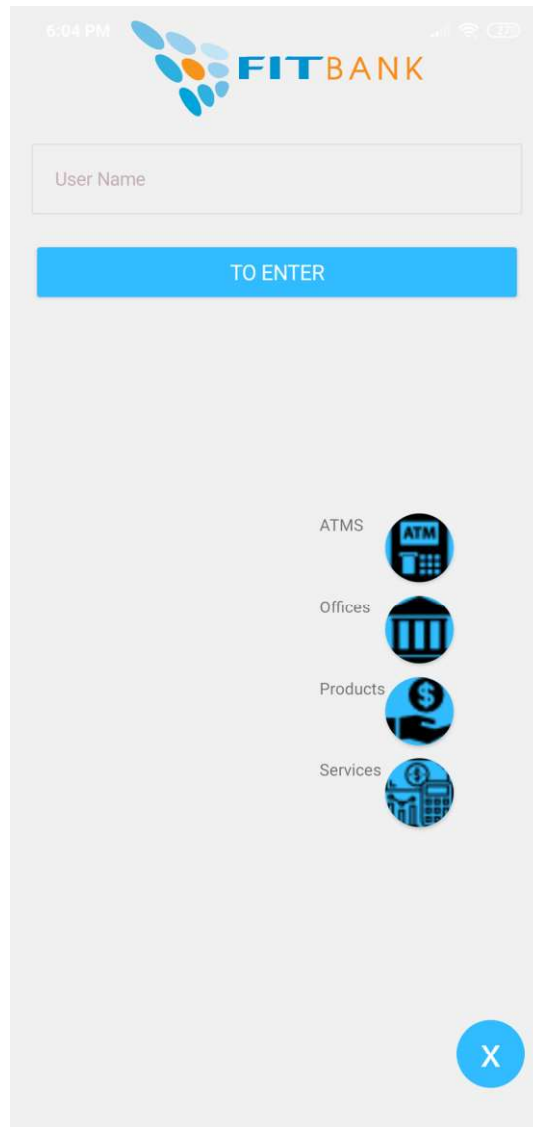 6:04 PM
FITBANK
User Name
TO ENTER
ATMS
ATM
Offices
Products
$
Services
$
X